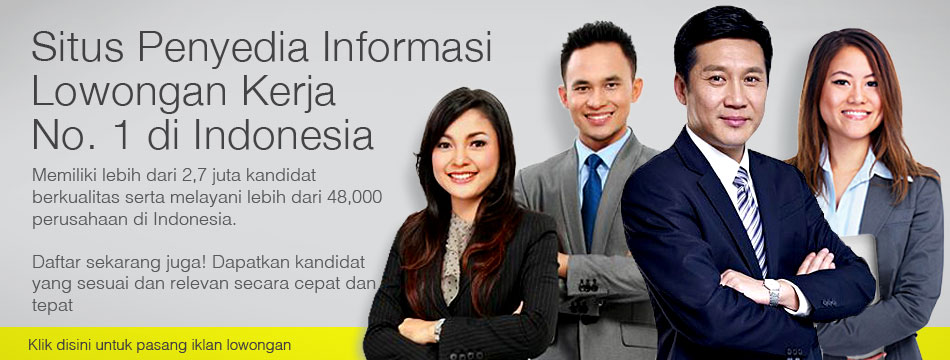 Situs Penyedia Informasi
Lowongan Kerja
No. 1 di Indonesia
Memiliki lebih dari 2,7 juta kandidat
berkualitas serta melayani lebih dari 48,000
perusahaan di Indonesia.
Daftar sekarang juga! Dapatkan kandidat
yang sesuai dan relevan secara cepat dan
tepat
Klik disini untuk pasang iklan lowongan